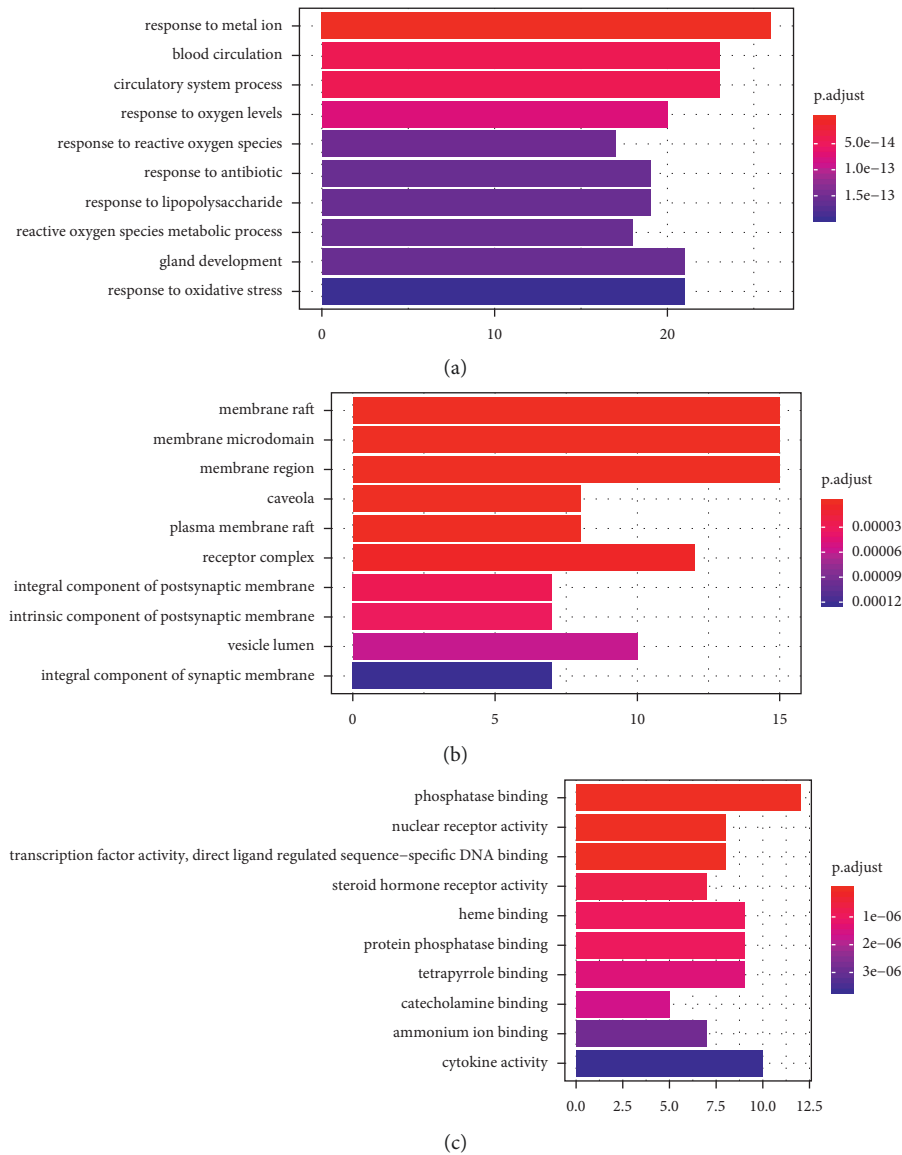 response to metal ion
blood circulation
circulatory system process
response to oxygen levels
response to reactive oxygen species
response to antibiotic
response to lipopolysaccharide
reactive oxygen species metabolic process
gland development
response to oxidative stress
0 10 20
p.adjust
5.0e−14
1.0e−13
1.5e−13
(a)
membrane raft
membrane microdomain
membrane region
caveola
plasma membrane raft
receptor complex
integral component of postsynaptic membrane
intrinsic component of postsynaptic membrane
vesicle lumen
integral component of synaptic membrane
0 5 10 15
p.adjust
0.00003
0.00006
0.00009
0.00012
(b)
phosphatase binding
nuclear receptor activity
transcription factor activity, direct ligand regulated sequence−specific DNA binding
steroid hormone receptor activity
heme binding
protein phosphatase binding
tetrapyrrole binding
catecholamine binding
ammonium ion binding
cytokine activity
0.0 2.5 5.0 7.5 10.0 12.5
p.adjust
1e−06
2e−06
3e−06
(c)